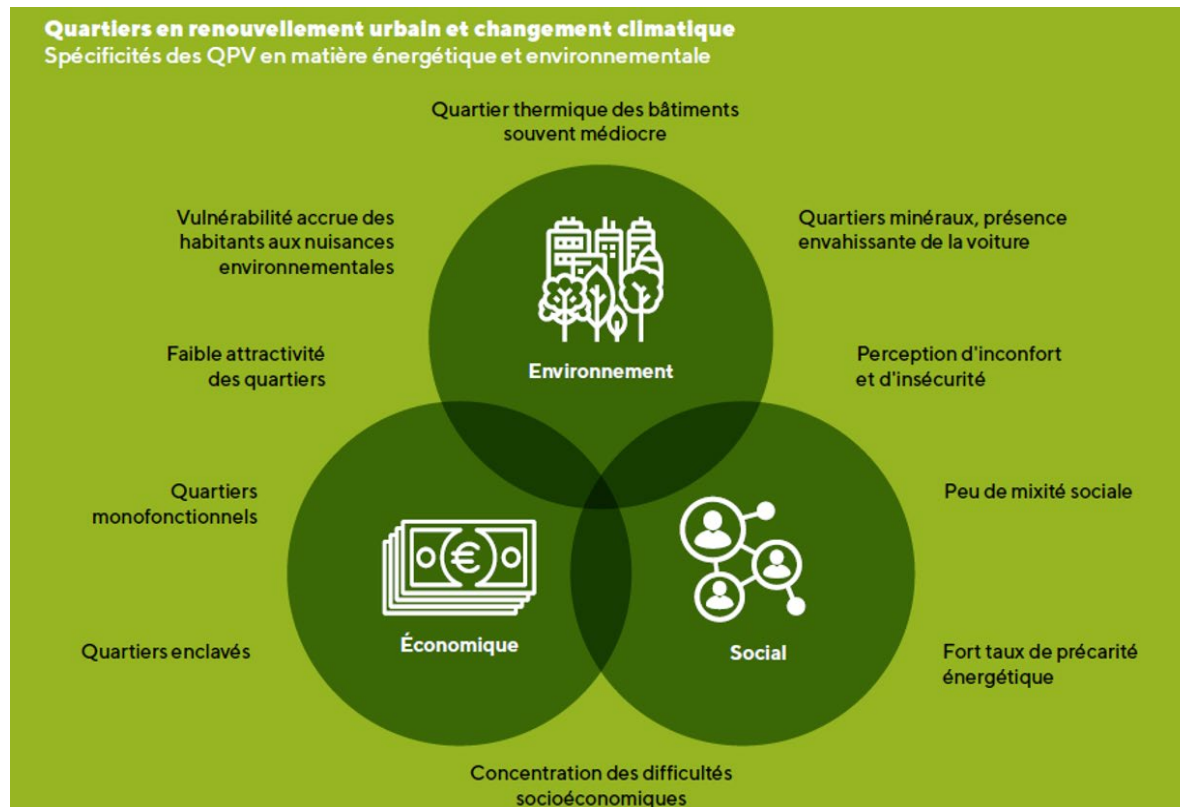 Quartiers en renouvellement urbain et changement climatique
Spécificités des QPV en matière énergétique et environnementale
Quartier thermique des bâtiments
souvent médiocre
Vulnérabilité accrue des
habitants aux nuisances
environnementales
Quartiers minéraux, présence
envahissante de la voiture
Faible attractivité
des quartiers
Perception d'inconfort
et d'insécurité
Environnement
Quartiers
monofonctionnels
Peu de mixité sociale
€
Économique
Social
Quartiers enclavés
Fort taux de précarité
énergétique
Concentration des difficultés
socioéconomiques